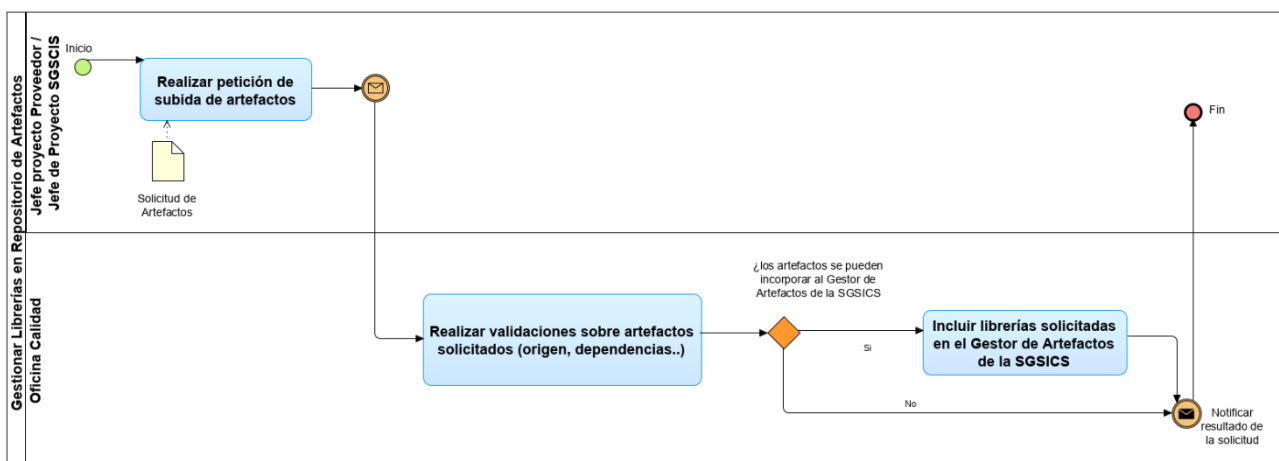 Gestionar Librerías en Repositorio de Artefactos
Jefe proyecto Proveedor /
Jefe de Proyecto SGSCIS
Inicio
Realizar petición de
subida de artefactos
Solicitud de
Artefactos
Fin
Oficina Calidad
Realizar validaciones sobre artefactos
solicitados (origen, dependencias..)
¿los artefactos se pueden
incorporar al Gestor de
Artefactos de la SGSICS
Si
No
Incluir librerías solicitadas
en el Gestor de Artefactos
de la SGSICS
Notificar
resultado de
la solicitud